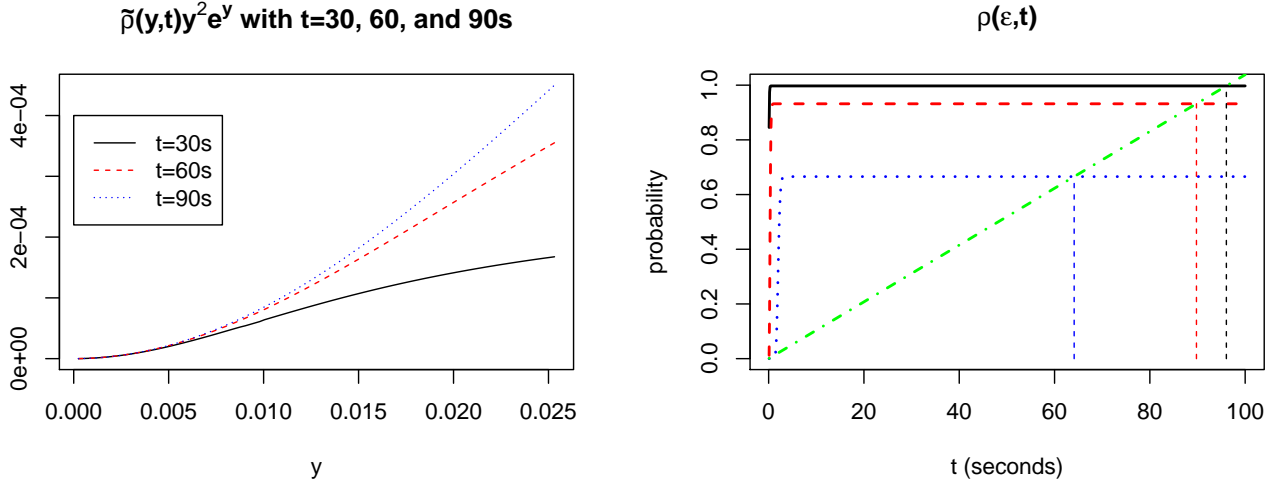 ρ̃(y,t)y²eʸ with t=30, 60, and 90s
0e+00
2e−04
4e−04
t=30s
t=60s
t=90s
0.000 0.005 0.010 0.015 0.020 0.025
y
ρ(ε,t)
probability
0.0
0.2
0.4
0.6
0.8
1.0
0 20 40 60 80 100
t (seconds)